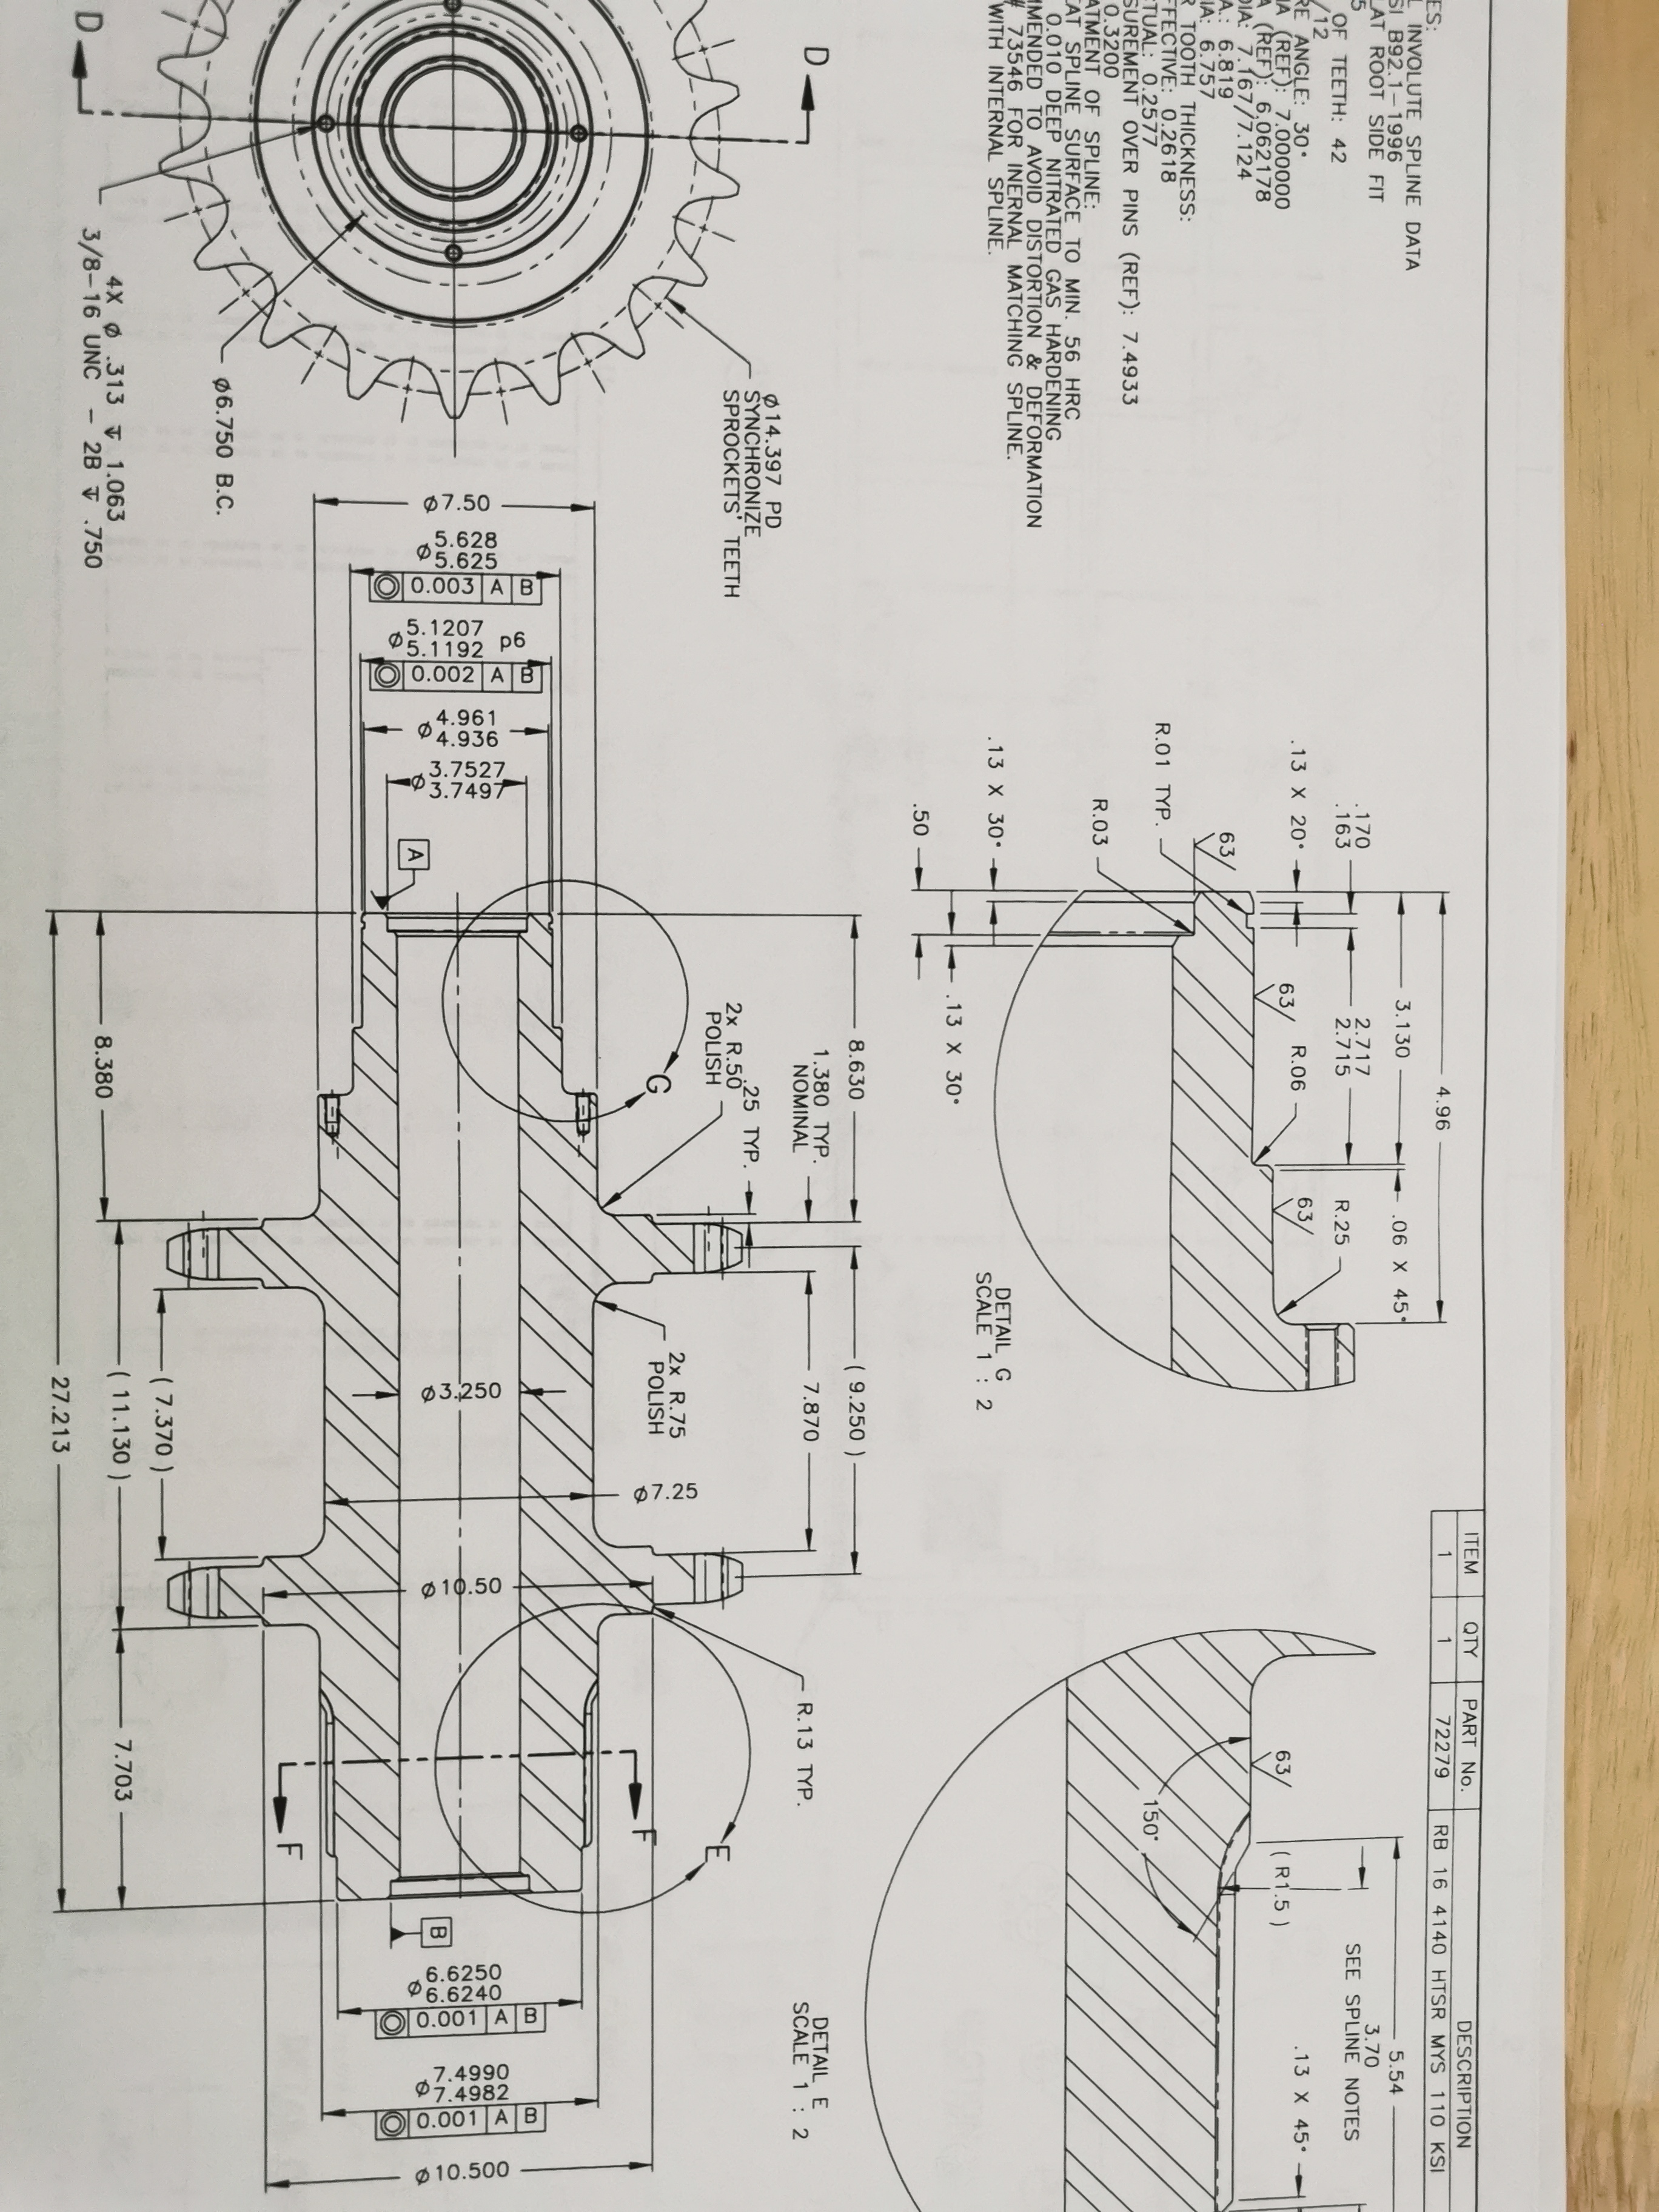 ES:
L INVOLUTE SPLINE DATA
SI B92.1-1996
LAT ROOT SIDE FIT
5
OF TEETH: 42
/12
RE ANGLE: 30°
IA (REF): 7.000000
A (REF): 6.062178
DIA: 7.167/7.124
A.: 6.819
IA: 6.757
R TOOTH THICKNESS:
FFECTIVE: 0.2618
CTUAL: 0.2577
SUREMENT OVER PINS (REF): 7.4933
0.3200
ATMENT OF SPLINE:
EAT SPLINE SURFACE TO MIN. 56 HRC
0.010 DEEP NITRATED GAS HARDENING
MMENDED TO AVOID DISTORTION & DEFORMATION
# 73546 FOR INERNAL MATCHING SPLINE.
WITH INTERNAL SPLINE.
4.96
3.130
.06 X 45°
.170
.163
2.717
2.715
R.25
.13 X 20°
63
R.06
63
63
R.01 TYP.
R.03
.13 X 30°
.13 X 30°
.50
DETAIL G
SCALE 1 : 2
ITEM QTY PART No. DESCRIPTION
1 1 72279 RB 16 4140 HTSR MYS 110 KSI
5.54
3.70
SEE SPLINE NOTES
.13 X 45°
63
( R1.5 )
150°
DETAIL E
SCALE 1 : 2
D
ø14.397 PD
SYNCHRONIZE
SPROCKETS' TEETH
ø6.750 B.C.
4X ø .313 ↧ 1.063
3/8-16 UNC - 2B ↧ .750
D
8.630
( 9.250 )
1.380 TYP.
NOMINAL
7.870
R.13 TYP.
.25 TYP.
2x R.50
POLISH
G
2x R.75
POLISH
ø7.25
E
F
ø7.50
ø5.628
5.625
◎ 0.003 A B
5.1207 p6
ø5.1192
◎ 0.002 A B
ø4.961
4.936
3.7527
ø3.7497
A
ø3.250
ø10.50
B
ø6.6250
6.6240
◎ 0.001 A B
ø7.4990
7.4982
◎ 0.001 A B
ø10.500
F
( 7.370 )
( 11.130 )
7.703
8.380
27.213